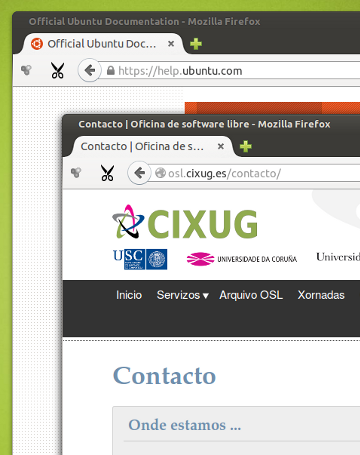 Official Ubuntu Documentation - Mozilla Firefox
Official Ubuntu Doc...
https://help.ubuntu.com
Contacto | Oficina de software libre - Mozilla Firefox
Contacto | Oficina de s...
osl.cixug.es/contacto/
CIXUG
USC
UNIVERSIDADE DA CORUÑA
Inicio Servizos ▾ Arquivo OSL Xornadas
Contacto
Onde estamos ...